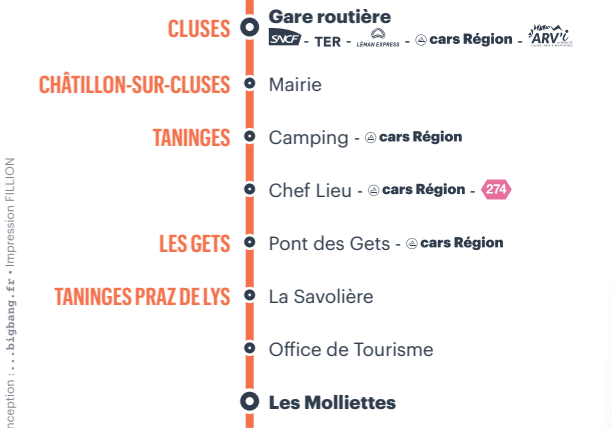 CLUSES
Gare routière
SNCF - TER - LÉMAN EXPRESS - cars Région - ARV'i
CHÂTILLON-SUR-CLUSES
Mairie
TANINGES
Camping - cars Région
Chef Lieu - cars Région - 274
LES GETS
Pont des Gets - cars Région
TANINGES PRAZ DE LYS
La Savolière
Office de Tourisme
Les Molliettes
nception : ...bigbang.fr • Impression FILLION